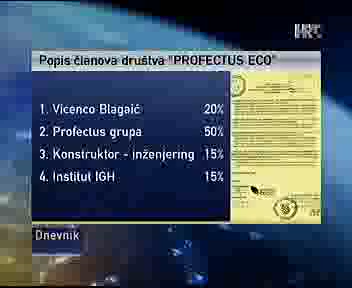 HRT
Popis članova društva "PROFECTUS ECO"
1. Vicenco Blagaić 20%
2. Profectus grupa 50%
3. Konstruktor - inženjering 15%
4. Institut IGH 15%
Dnevnik